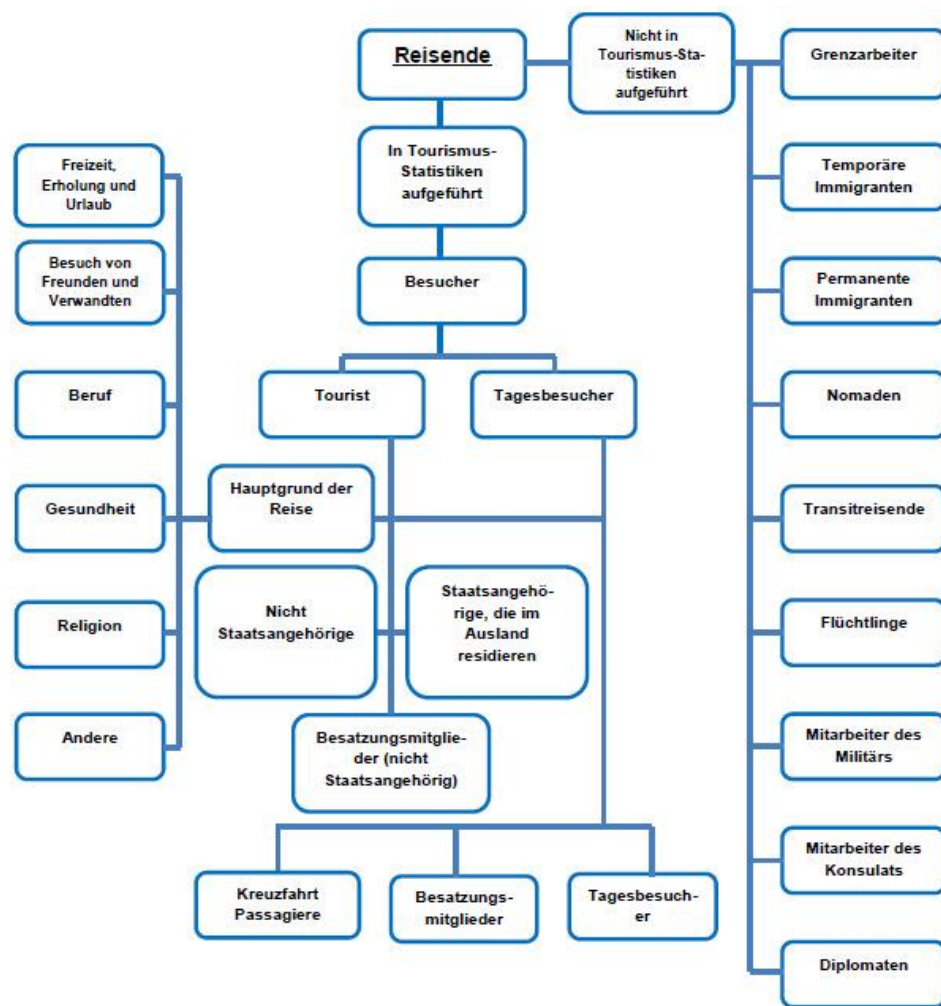 Reisende
Nicht in
Tourismus-Sta-
tistiken
aufgeführt
Grenzarbeiter
In Tourismus-
Statistiken
aufgeführt
Freizeit,
Erholung und
Urlaub
Temporäre
Immigranten
Besuch von
Freunden und
Verwandten
Besucher
Permanente
Immigranten
Beruf
Tourist
Tagesbesucher
Nomaden
Gesundheit
Hauptgrund der
Reise
Transitreisende
Religion
Nicht
Staatsangehörige
Staatsangehö-
rige, die im
Ausland
residieren
Flüchtlinge
Andere
Besatzungsmitglie-
der (nicht
Staatsangehörig)
Mitarbeiter des
Militärs
Mitarbeiter des
Konsulats
Kreuzfahrt
Passagiere
Besatzungs-
mitglieder
Tagesbesuch-
er
Diplomaten